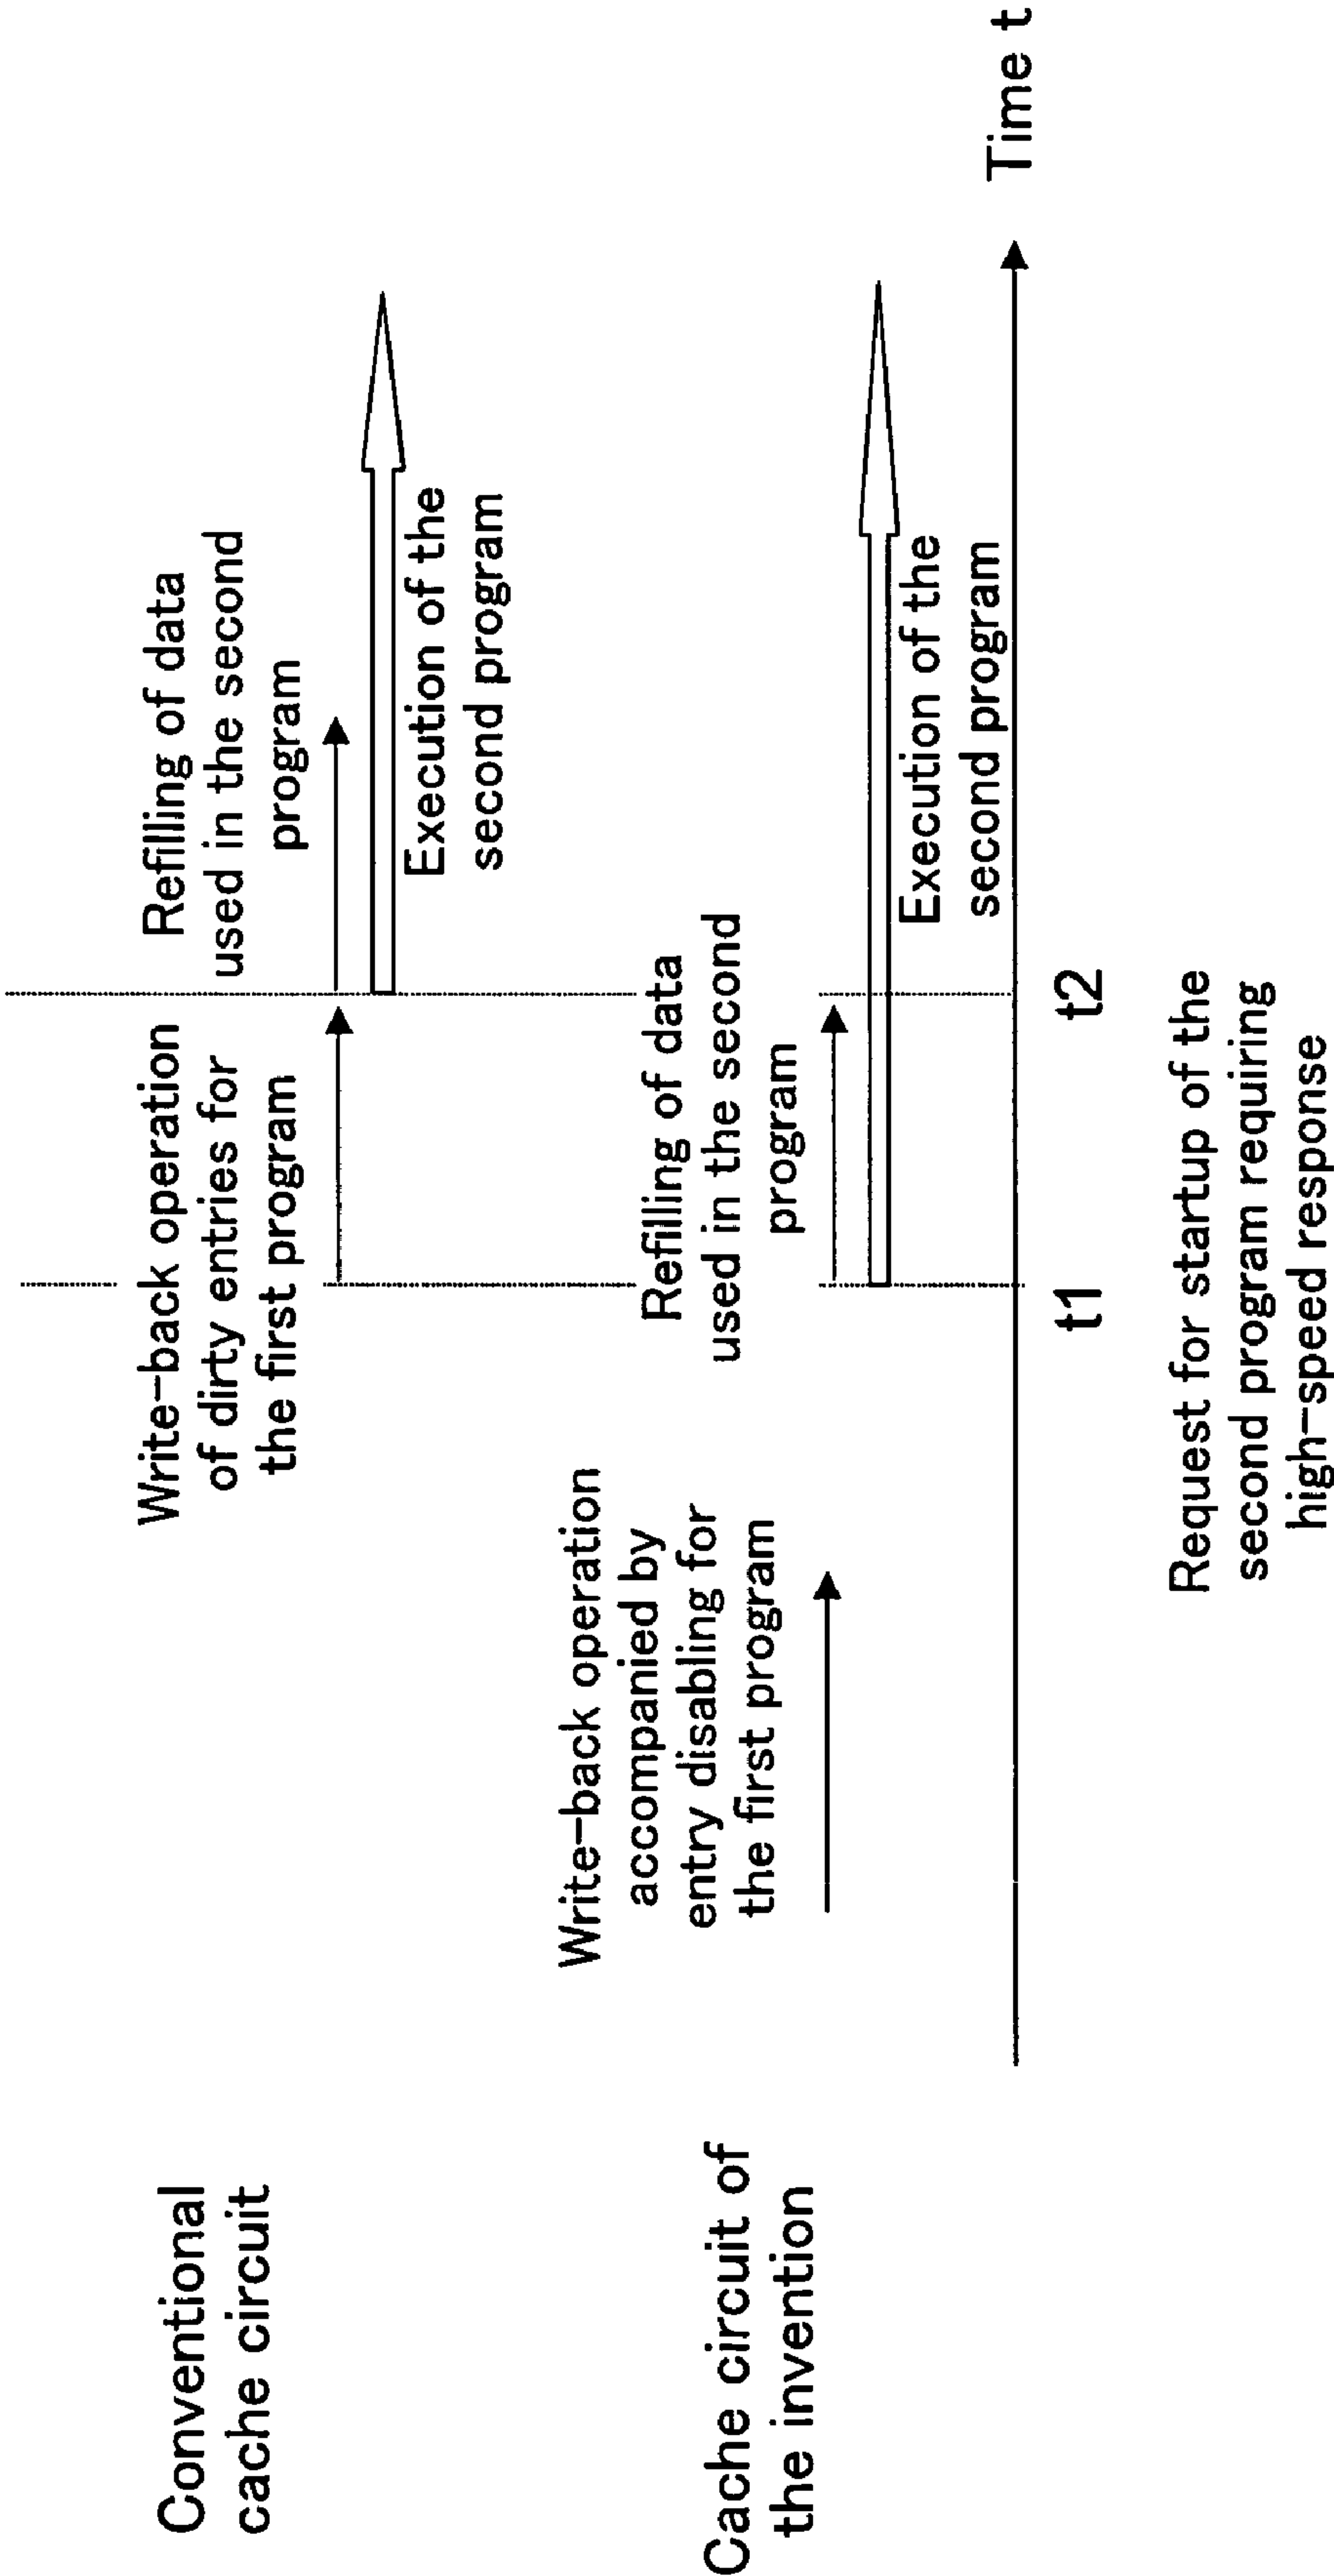 Conventional
cache circuit
Write-back operation
of dirty entries for
the first program
Refilling of data
used in the second
program
Execution of the
second program
Cache circuit of
the invention
Write-back operation
accompanied by
entry disabling for
the first program
Refilling of data
used in the second
program
Execution of the
second program
Time t
t1
t2
Request for startup of the
second program requiring
high-speed response